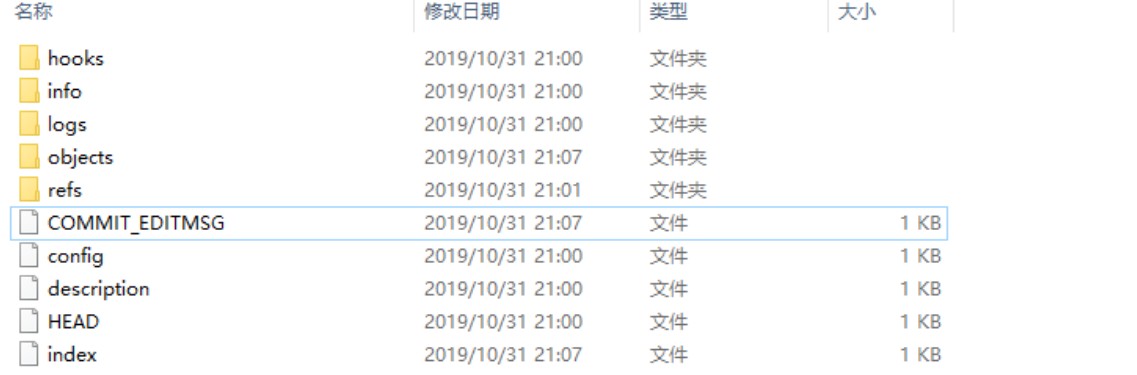 名称 修改日期 类型 大小
hooks 2019/10/31 21:00 文件夹
info 2019/10/31 21:00 文件夹
logs 2019/10/31 21:00 文件夹
objects 2019/10/31 21:07 文件夹
refs 2019/10/31 21:01 文件夹
COMMIT_EDITMSG 2019/10/31 21:07 文件 1 KB
config 2019/10/31 21:00 文件 1 KB
description 2019/10/31 21:00 文件 1 KB
HEAD 2019/10/31 21:00 文件 1 KB
index 2019/10/31 21:07 文件 1 KB